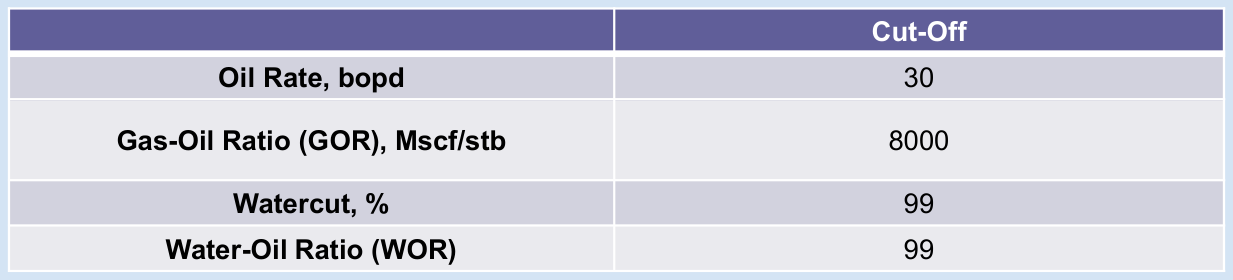 Cut-Off
Oil Rate, bopd 30
Gas-Oil Ratio (GOR), Mscf/stb 8000
Watercut, % 99
Water-Oil Ratio (WOR) 99